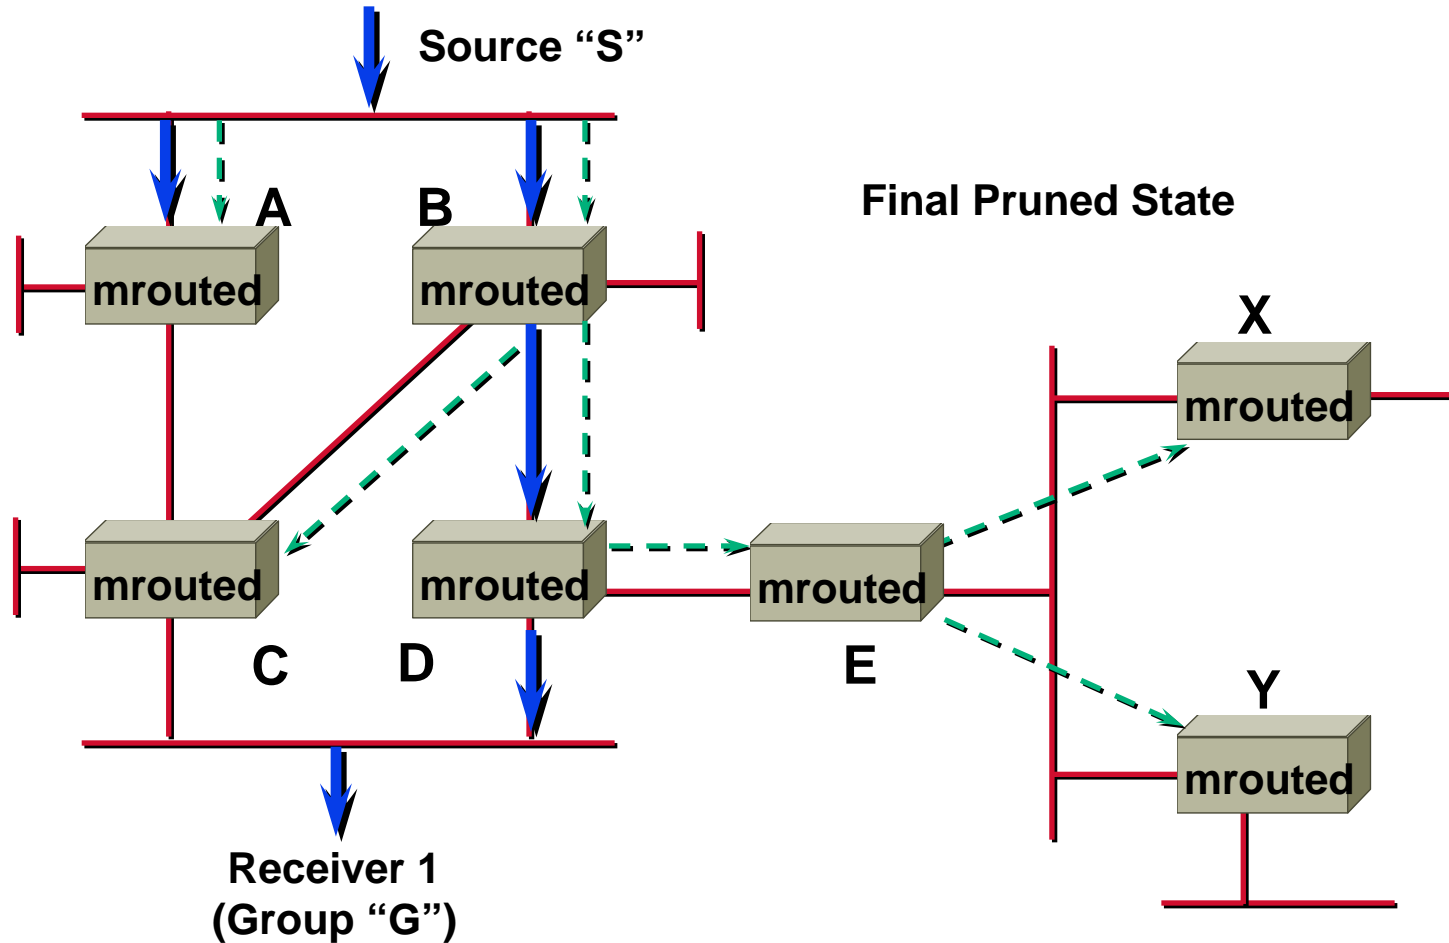 Source “S”
A
B
Final Pruned State
mrouted
mrouted
X
mrouted
mrouted
mrouted
mrouted
C
D
E
Y
mrouted
Receiver 1
(Group “G”)